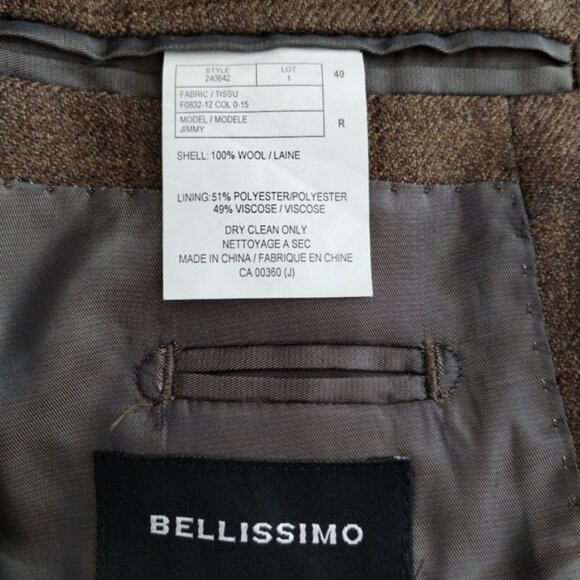 STYLE LOT 40
240642 1
FABRIC / TISSU
F0832-12 COL 0-15
MODEL / MODELE R
JIMMY
SHELL: 100% WOOL / LAINE
LINING: 51% POLYESTER/POLYESTER
49% VISCOSE / VISCOSE
DRY CLEAN ONLY
NETTOYAGE A SEC
MADE IN CHINA / FABRIQUE EN CHINE
CA 00360 (J)
BELLISSIMO